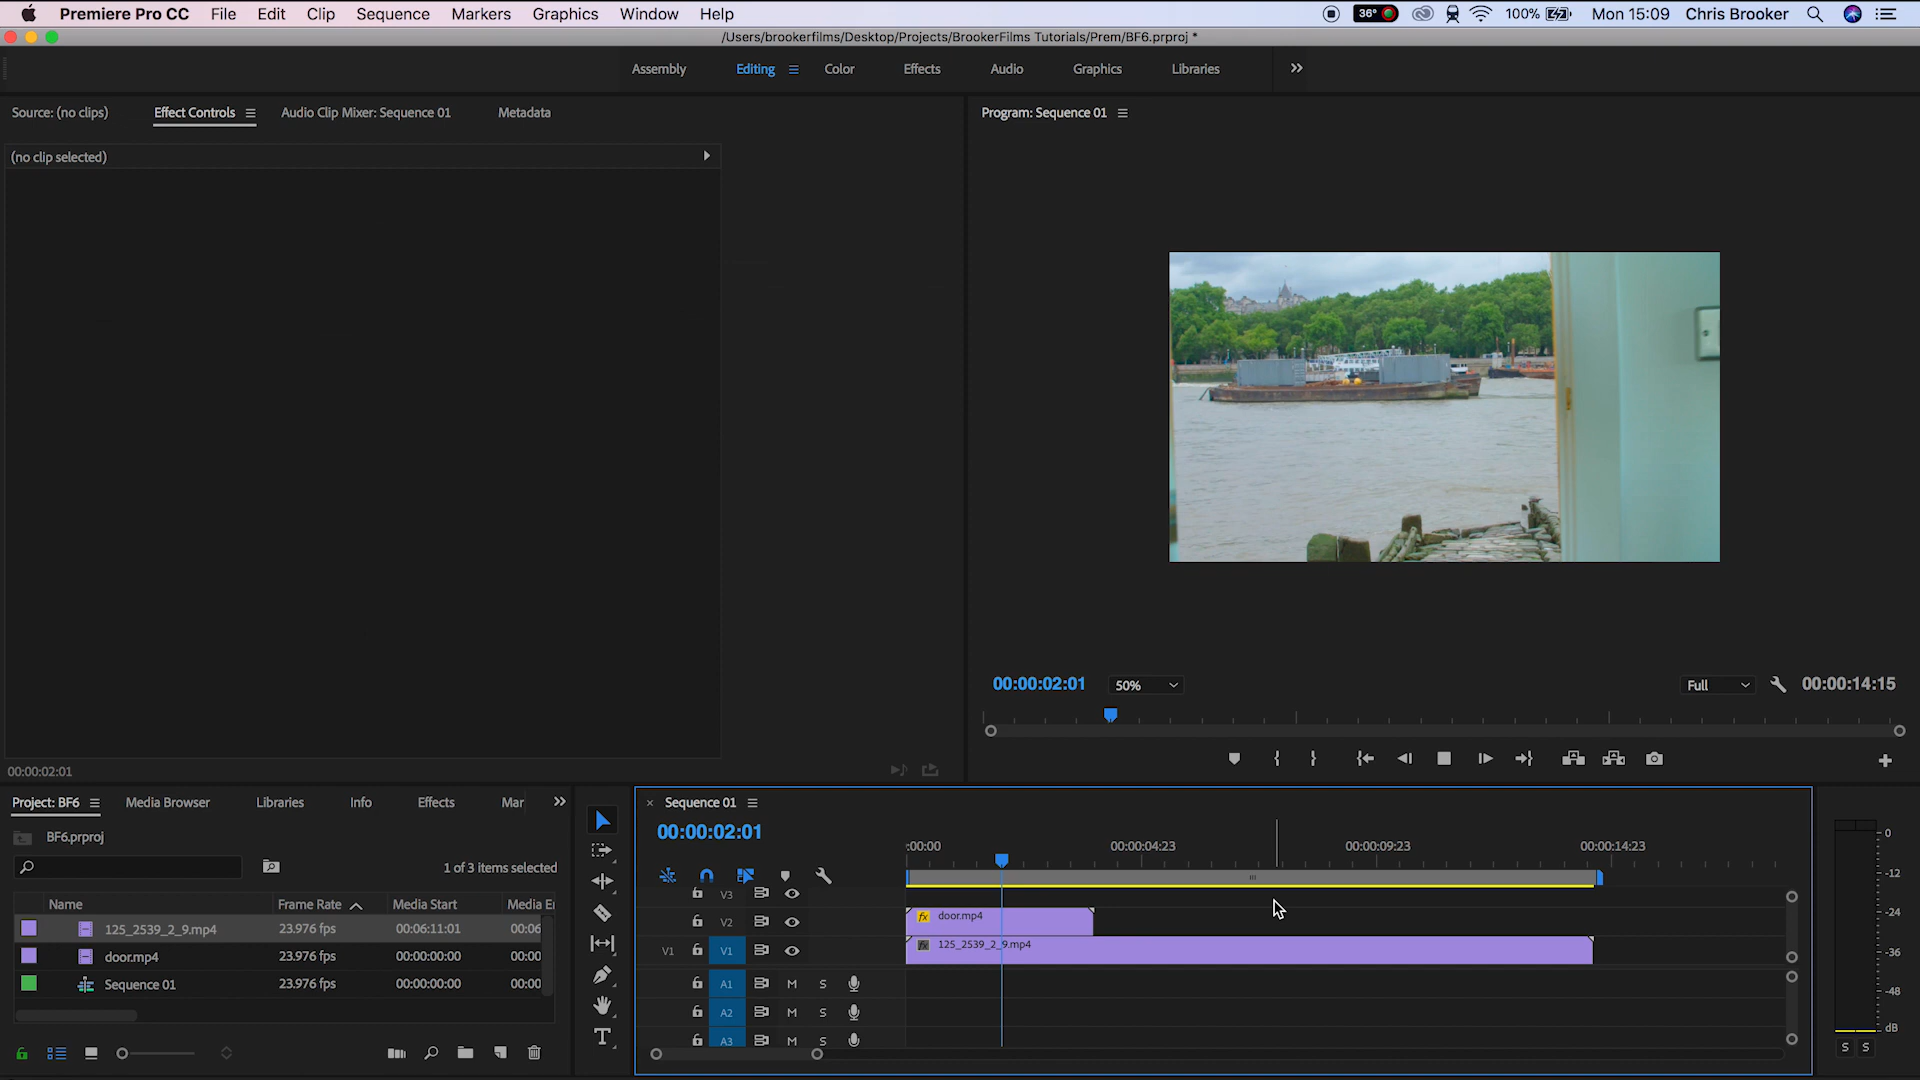 Premiere Pro CC File Edit Clip Sequence Markers Graphics Window Help 36° 100% Mon 15:09 Chris Brooker
/Users/brookerfilms/Desktop/Projects/BrookerFilms Tutorials/Prem/BF6.prproj *
Assembly Editing Color Effects Audio Graphics Libraries
Source: (no clips) Effect Controls Audio Clip Mixer: Sequence 01 Metadata
Program: Sequence 01
(no clip selected)
00:00:02:01 50% Full 00:00:14:15
00:00:02:01
Project: BF6 Media Browser Libraries Info Effects Mar
BF6.prproj
1 of 3 items selected
Name Frame Rate Media Start Media E
125_2539_2_9.mp4 23.976 fps 00:06:11:01 00:06
door.mp4 23.976 fps 00:00:00:00 00:00
Sequence 01 23.976 fps 00:00:00:00 00:00
Sequence 01
00:00:02:01
:00:00 00:00:04:23 00:00:09:23 00:00:14:23
V3
V2 fx door.mp4
V1 V1 fx 125_2539_2_9.mp4
A1 M S
A2 M S
A3 M S
T
0
-12
-24
-36
-48
dB
S S